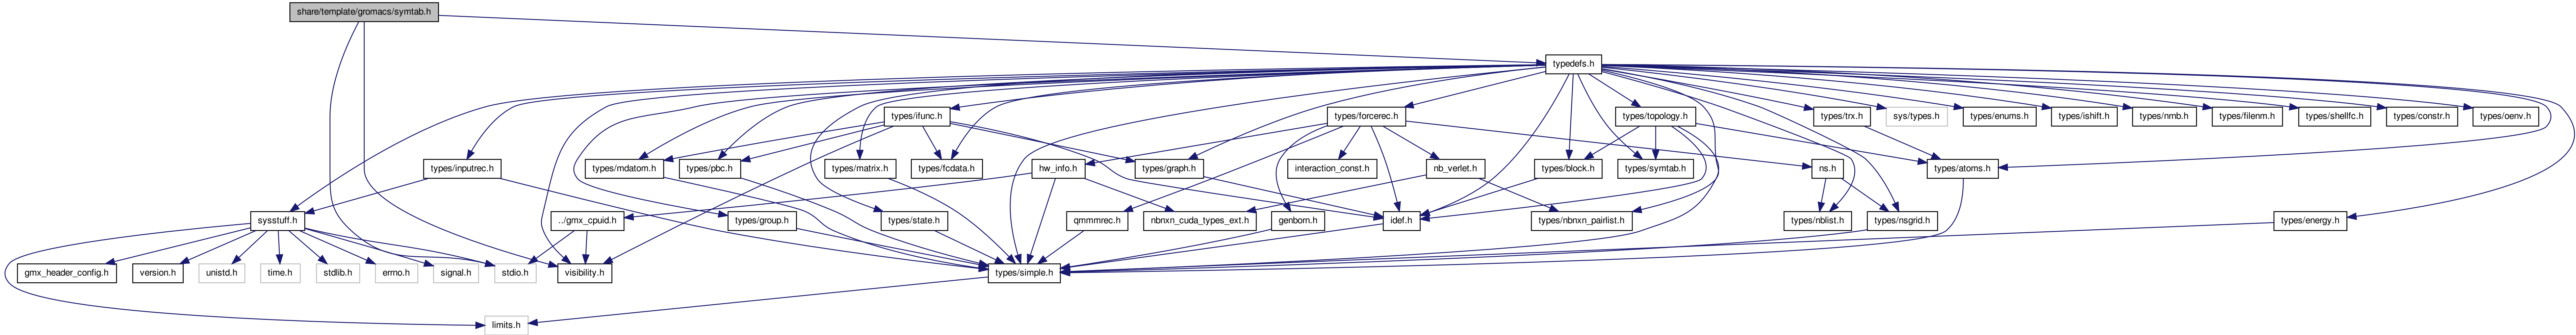 share/template/gromacs/symtab.h
typedefs.h
types/ifunc.h
types/forcerec.h
types/topology.h
types/trx.h
sys/types.h
types/enums.h
types/ishift.h
types/nrnb.h
types/filenm.h
types/shellfc.h
types/constr.h
types/oenv.h
types/inputrec.h
types/mdatom.h
types/pbc.h
types/matrix.h
types/fcdata.h
hw_info.h
types/graph.h
interaction_const.h
nb_verlet.h
types/block.h
types/symtab.h
ns.h
types/atoms.h
sysstuff.h
../gmx_cpuid.h
types/group.h
types/state.h
qmmmrec.h
nbnxn_cuda_types_ext.h
genborn.h
idef.h
types/nbnxn_pairlist.h
types/nblist.h
types/nsgrid.h
types/energy.h
gmx_header_config.h
version.h
unistd.h
time.h
stdlib.h
errno.h
signal.h
stdio.h
visibility.h
types/simple.h
limits.h